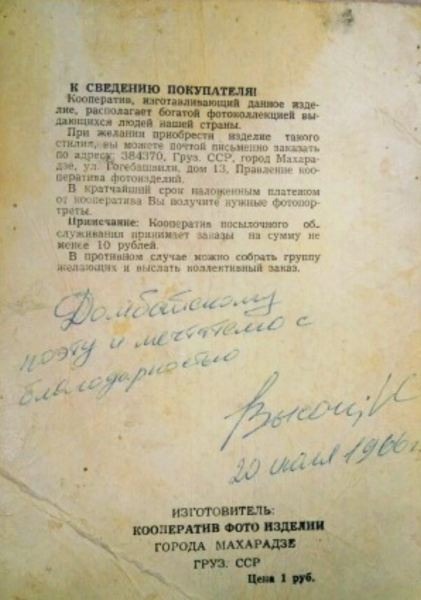 К СВЕДЕНИЮ ПОКУПАТЕЛЯ!
Кооператив, изготавливающий данное изде-
лие, располагает богатой фотоколлекцией вы-
дающихся людей нашей страны.
При желании приобрести изделие такого
стилия, вы можете почтой письменно заказать
по адресу: 384370, Груз. ССР, город Махара-
дзе, ул. Гогебашвили, дом 13, Правление коо-
ператива фотоизделий.
В кратчайший срок наложенным платежом
от кооператива Вы получите нужные фотопор-
треты.
Примечание: Кооператив посылочного об-
служивания принимает заказы на сумму не
менее 10 рублей.
В противном случае можно собрать группу
желающих и выслать коллективный заказ.
Домбайскому
поэту и мечтателю с
благодарностью
20 1966 г
ИЗГОТОВИТЕЛЬ:
КООПЕРАТИВ ФОТО ИЗДЕЛИИ
ГОРОДА МАХАРАДЗЕ
ГРУЗ. ССР
Цена 1 руб.